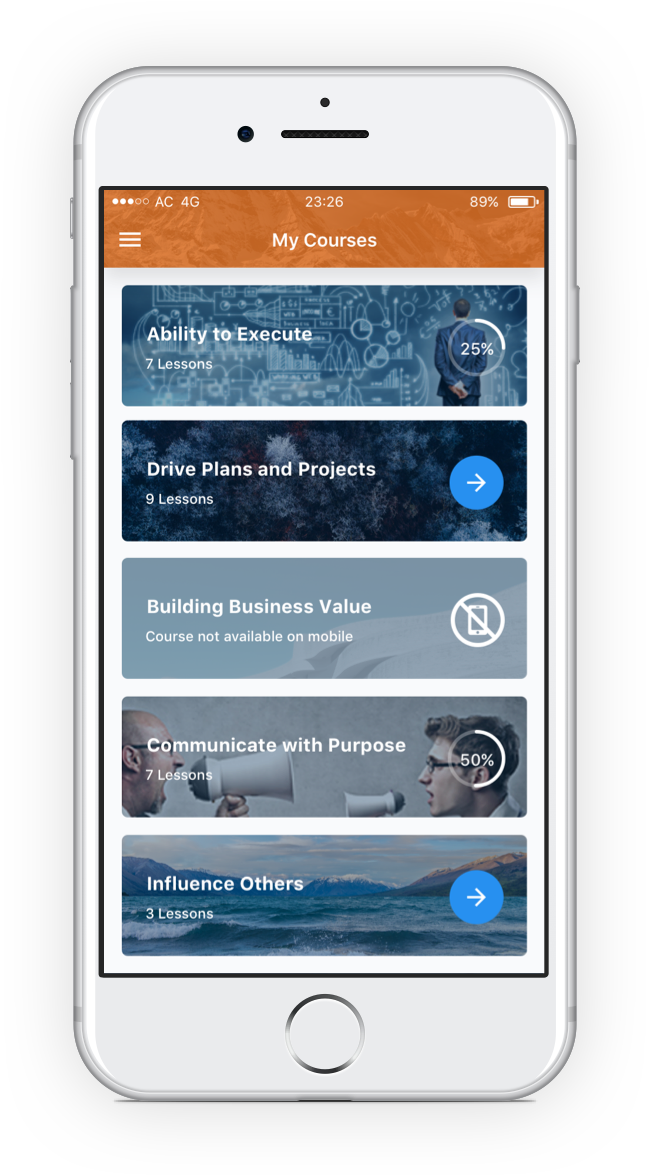 AC 4G 23:26 89%
My Courses
Ability to Execute
7 Lessons
25%
Drive Plans and Projects
9 Lessons
Building Business Value
Course not available on mobile
Communicate with Purpose
7 Lessons
50%
Influence Others
3 Lessons